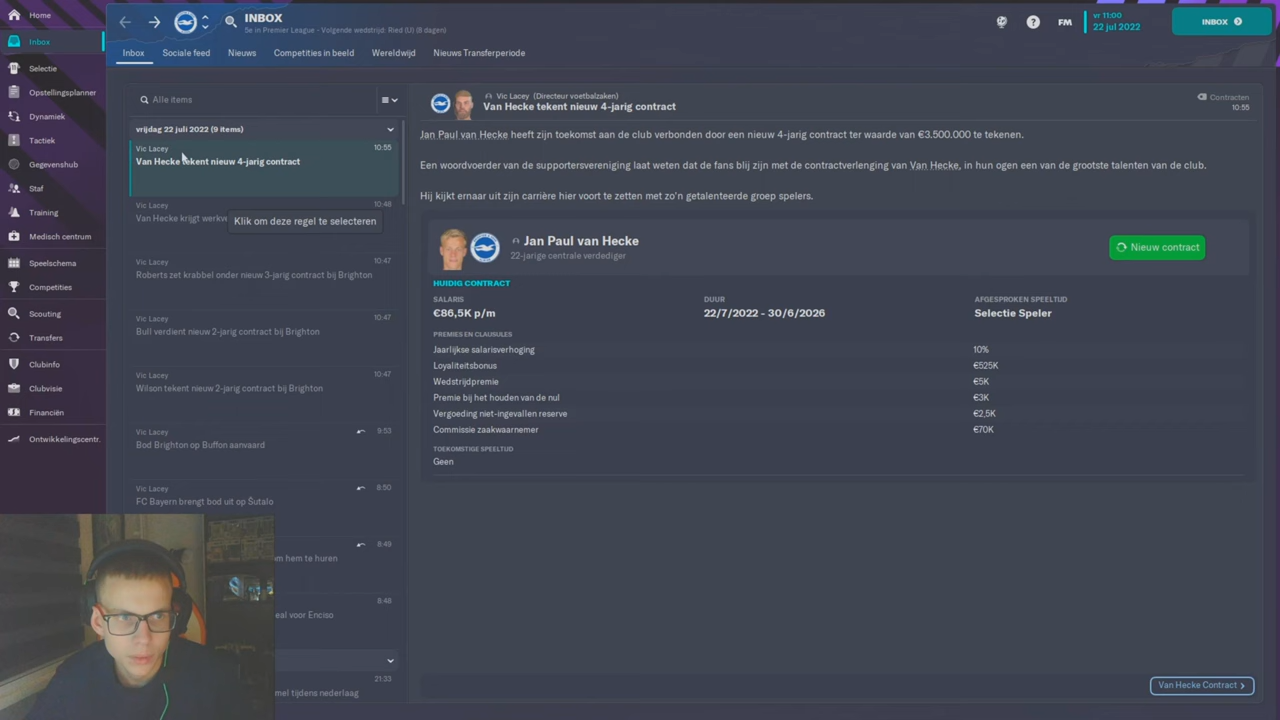 Home
Inbox
Selectie
Opstellingsplanner
Dynamiek
Tactiek
Gegevenshub
Staf
Training
Medisch centrum
Speelschema
Competities
Scouting
Transfers
Clubinfo
Clubvisie
Financiën
Ontwikkelingscentr.
INBOX
5e in Premier League - Volgende wedstrijd: Ried (U) (8 dagen)
FM
vr 11:00
22 jul 2022
INBOX
Inbox
Sociale feed
Nieuws
Competities in beeld
Wereldwijd
Nieuws Transferperiode
Alle items
vrijdag 22 juli 2022 (9 items)
Vic Lacey
10:55
Van Hecke tekent nieuw 4-jarig contract
Vic Lacey
10:48
Van Hecke krijgt werkve
Klik om deze regel te selecteren
Vic Lacey
10:47
Roberts zet krabbel onder nieuw 3-jarig contract bij Brighton
Vic Lacey
10:47
Bull verdient nieuw 2-jarig contract bij Brighton
Vic Lacey
10:47
Wilson tekent nieuw 2-jarig contract bij Brighton
Vic Lacey
9:53
Bod Brighton op Buffon aanvaard
Vic Lacey
8:50
FC Bayern brengt bod uit op Šutalo
8:49
om hem te huren
8:48
eal voor Enciso
21:33
mel tijdens nederlaag
Vic Lacey (Directeur voetbalzaken)
Van Hecke tekent nieuw 4-jarig contract
Contracten
10:55
Jan Paul van Hecke heeft zijn toekomst aan de club verbonden door een nieuw 4-jarig contract ter waarde van €3.500.000 te tekenen.
Een woordvoerder van de supportersvereniging laat weten dat de fans blij zijn met de contractverlenging van Van Hecke, in hun ogen een van de grootste talenten van de club.
Hij kijkt ernaar uit zijn carrière hier voort te zetten met zo'n getalenteerde groep spelers.
Jan Paul van Hecke
22-jarige centrale verdediger
Nieuw contract
HUIDIG CONTRACT
SALARIS
DUUR
AFGESPROKEN SPEELTIJD
€86,5K p/m
22/7/2022 - 30/6/2026
Selectie Speler
PREMIES EN CLAUSULES
Jaarlijkse salarisverhoging
10%
Loyaliteitsbonus
€525K
Wedstrijdpremie
€5K
Premie bij het houden van de nul
€3K
Vergoeding niet-ingevallen reserve
€2,5K
Commissie zaakwaarnemer
€70K
TOEKOMSTIGE SPEELTIJD
Geen
Van Hecke Contract